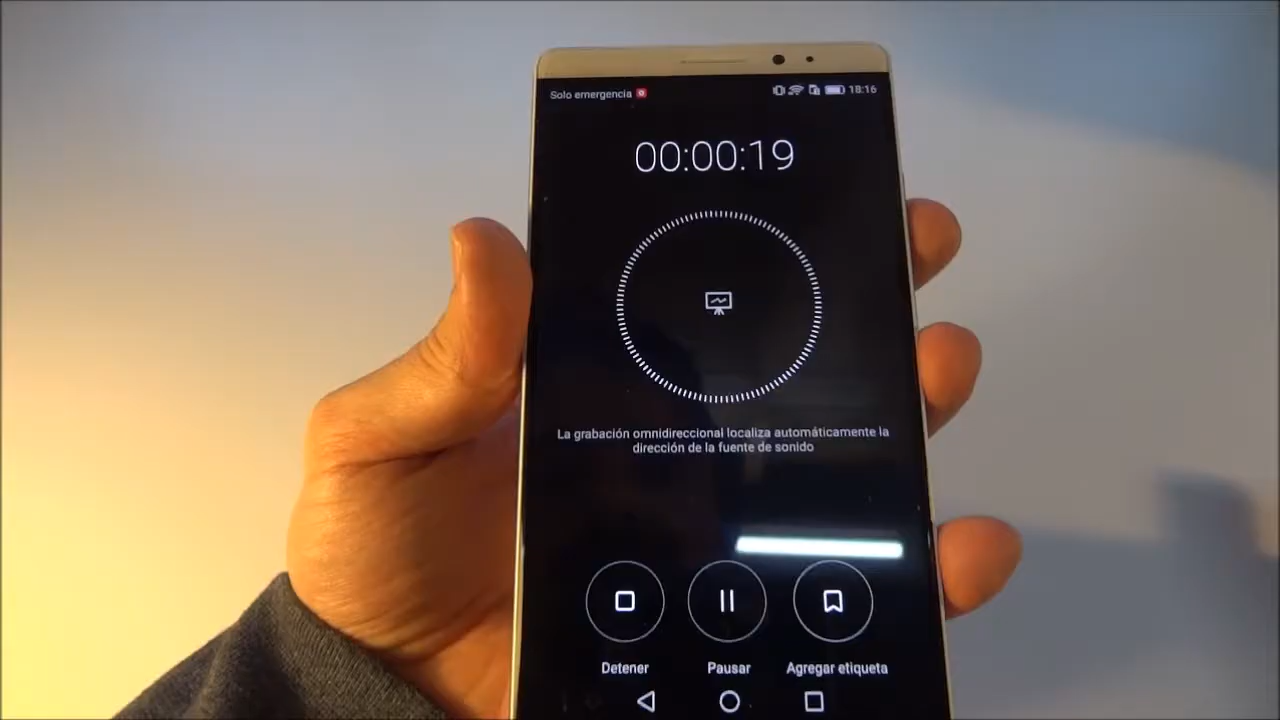 Solo emergencia
18:16
00:00:19
La grabación omnidireccional localiza automáticamente la
dirección de la fuente de sonido
Detener
Pausar
Agregar etiqueta